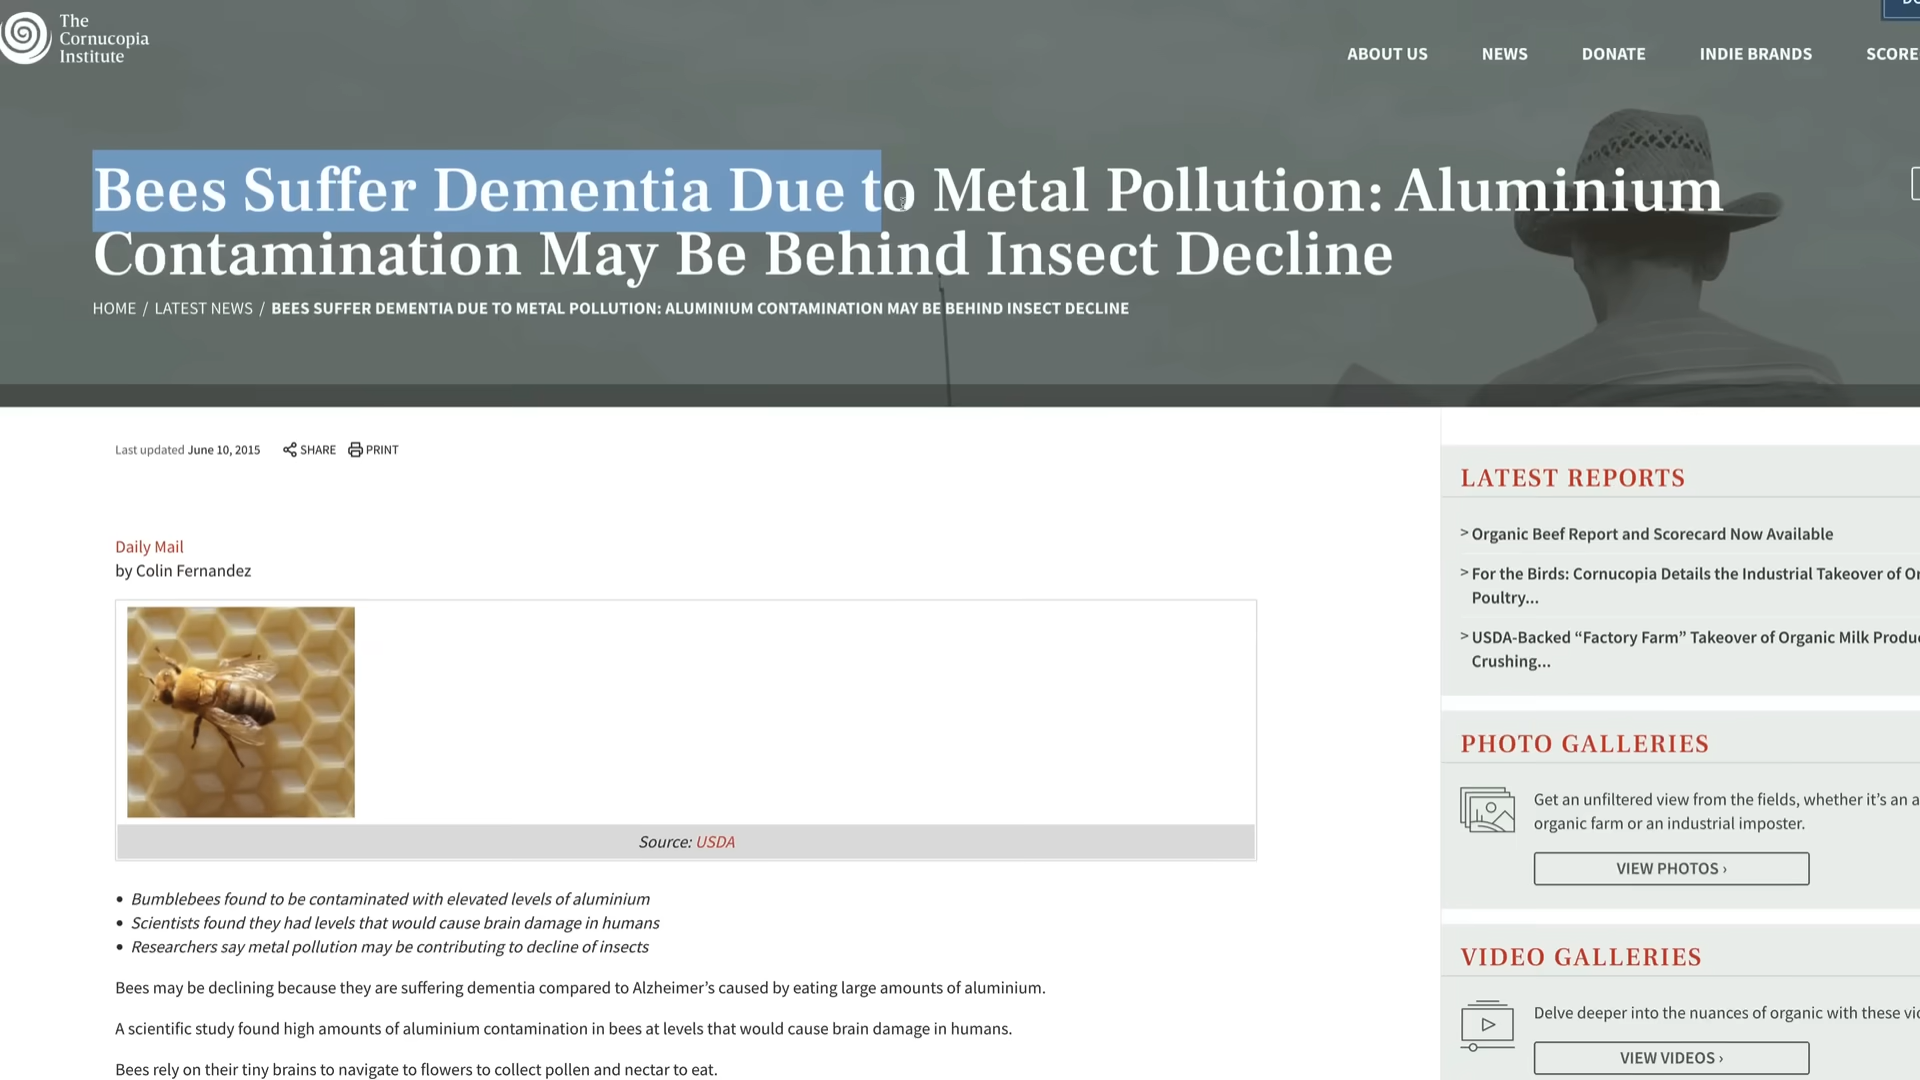 The
Cornucopia
Institute
ABOUT US
NEWS
DONATE
INDIE BRANDS
SCORE
Bees Suffer Dementia Due to Metal Pollution: Aluminium
Contamination May Be Behind Insect Decline
HOME / LATEST NEWS / BEES SUFFER DEMENTIA DUE TO METAL POLLUTION: ALUMINIUM CONTAMINATION MAY BE BEHIND INSECT DECLINE
Last updated June 10, 2015
SHARE
PRINT
Daily Mail
by Colin Fernandez
Source: USDA
• Bumblebees found to be contaminated with elevated levels of aluminium
• Scientists found they had levels that would cause brain damage in humans
• Researchers say metal pollution may be contributing to decline of insects
Bees may be declining because they are suffering dementia compared to Alzheimer’s caused by eating large amounts of aluminium.
A scientific study found high amounts of aluminium contamination in bees at levels that would cause brain damage in humans.
Bees rely on their tiny brains to navigate to flowers to collect pollen and nectar to eat.
LATEST REPORTS
> Organic Beef Report and Scorecard Now Available
> For the Birds: Cornucopia Details the Industrial Takeover of
Poultry...
> USDA-Backed “Factory Farm” Takeover of Organic Milk
Crushing...
PHOTO GALLERIES
Get an unfiltered view from the fields, whether it’s an
organic farm or an industrial imposter.
VIEW PHOTOS ›
VIDEO GALLERIES
Delve deeper into the nuances of organic with these
VIEW VIDEOS ›